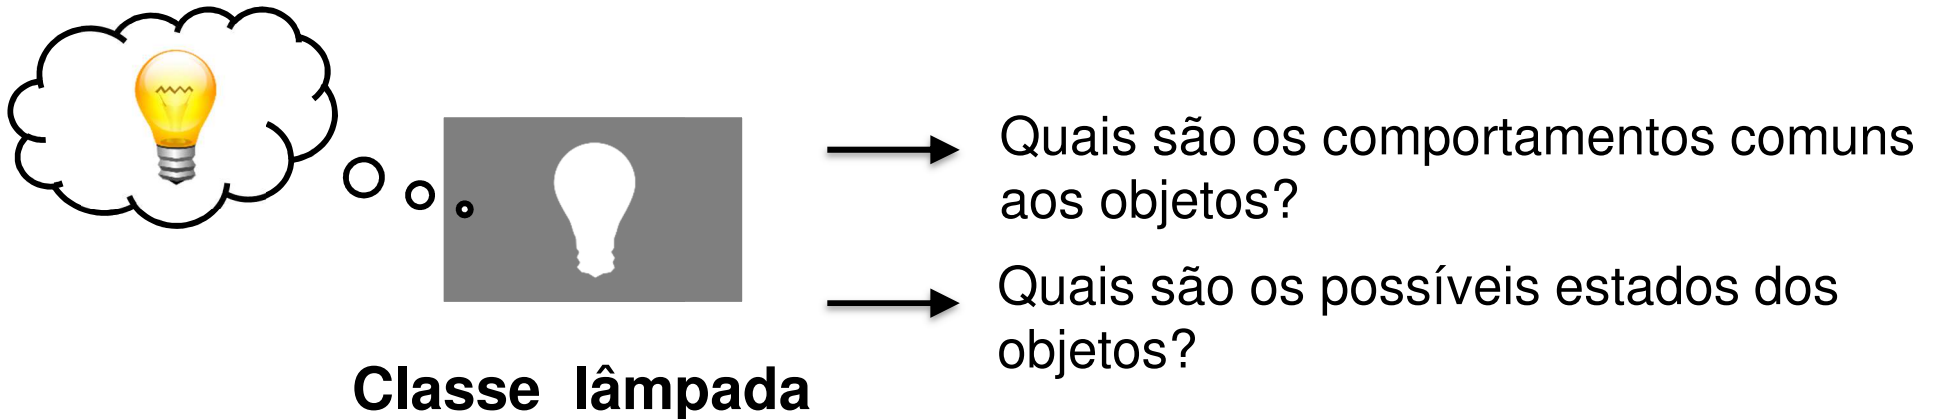 Quais são os comportamentos comuns
aos objetos?
Quais são os possíveis estados dos
objetos?
Classe lâmpada